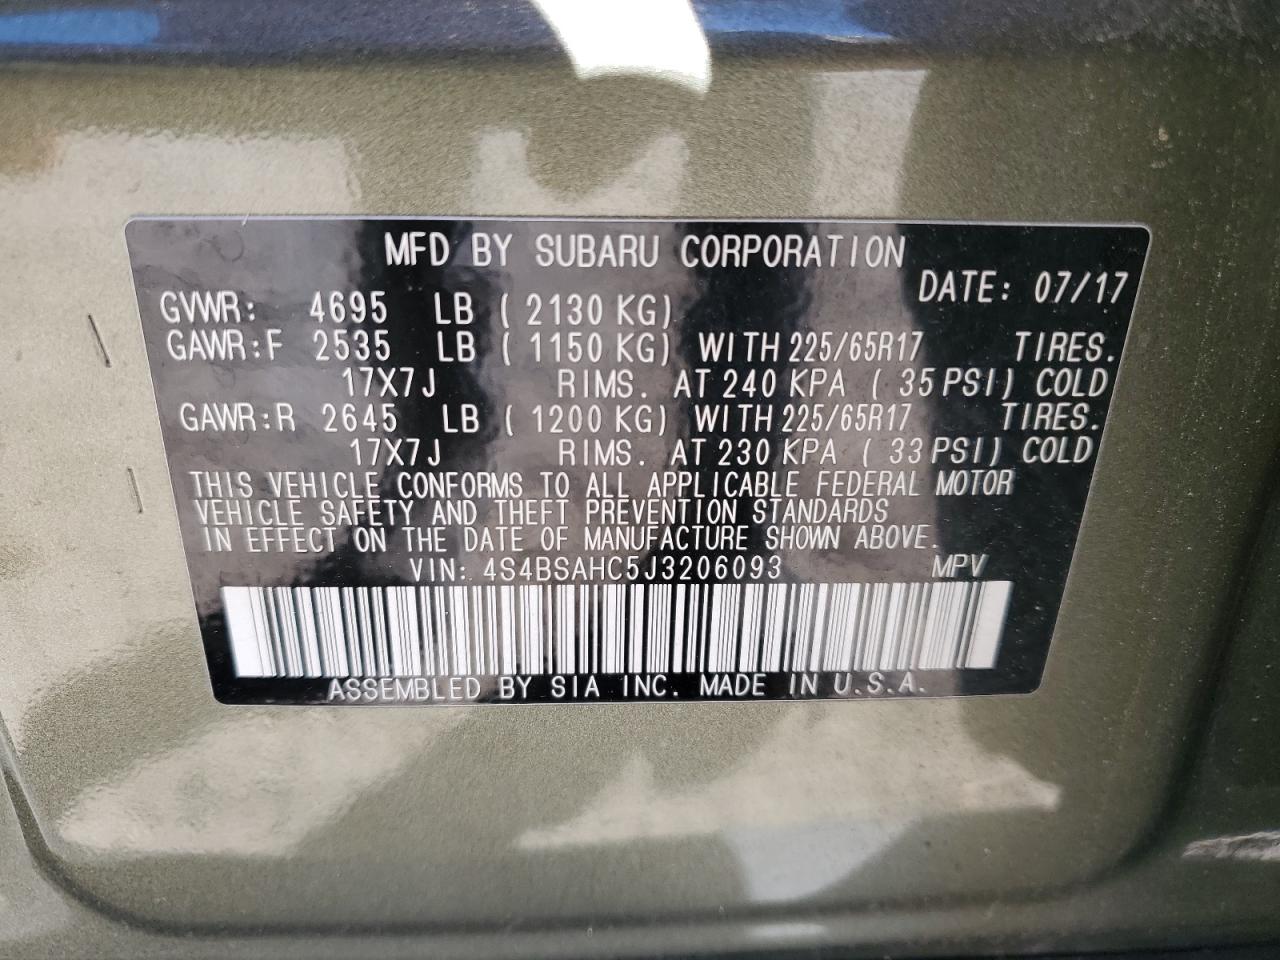 MFD BY SUBARU CORPORATION
DATE: 07/17
GVWR: 4695 LB ( 2130 KG)
GAWR:F 2535 LB ( 1150 KG) WITH 225/65R17 TIRES.
17X7J RIMS. AT 240 KPA ( 35 PSI) COLD
GAWR:R 2645 LB ( 1200 KG) WITH 225/65R17 TIRES.
17X7J RIMS. AT 230 KPA ( 33 PSI) COLD
THIS VEHICLE CONFORMS TO ALL APPLICABLE FEDERAL MOTOR
VEHICLE SAFETY AND THEFT PREVENTION STANDARDS
IN EFFECT ON THE DATE OF MANUFACTURE SHOWN ABOVE.
VIN: 4S4BSAHC5J3206093 MPV
ASSEMBLED BY SIA INC. MADE IN U.S.A.